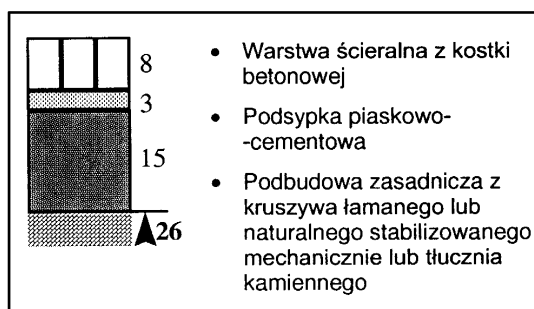 8
3
15
26
• Warstwa ścieralna z kostki
betonowej
• Podsypka piaskowo-
-cementowa
• Podbudowa zasadnicza z
kruszywa łamanego lub
naturalnego stabilizowanego
mechanicznie lub tłucznia
kamiennego